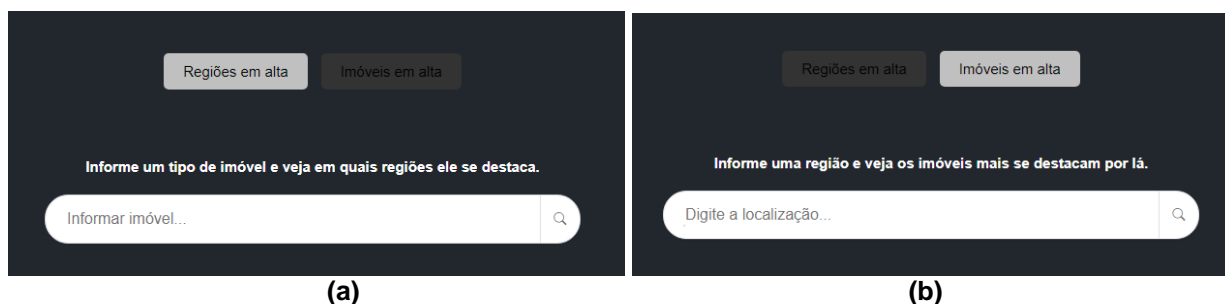 Regiões em alta Imóveis em alta
Informe um tipo de imóvel e veja em quais regiões ele se destaca.
Informar imóvel...
(a)
Regiões em alta Imóveis em alta
Informe uma região e veja os imóveis mais se destacam por lá.
Digite a localização...
(b)